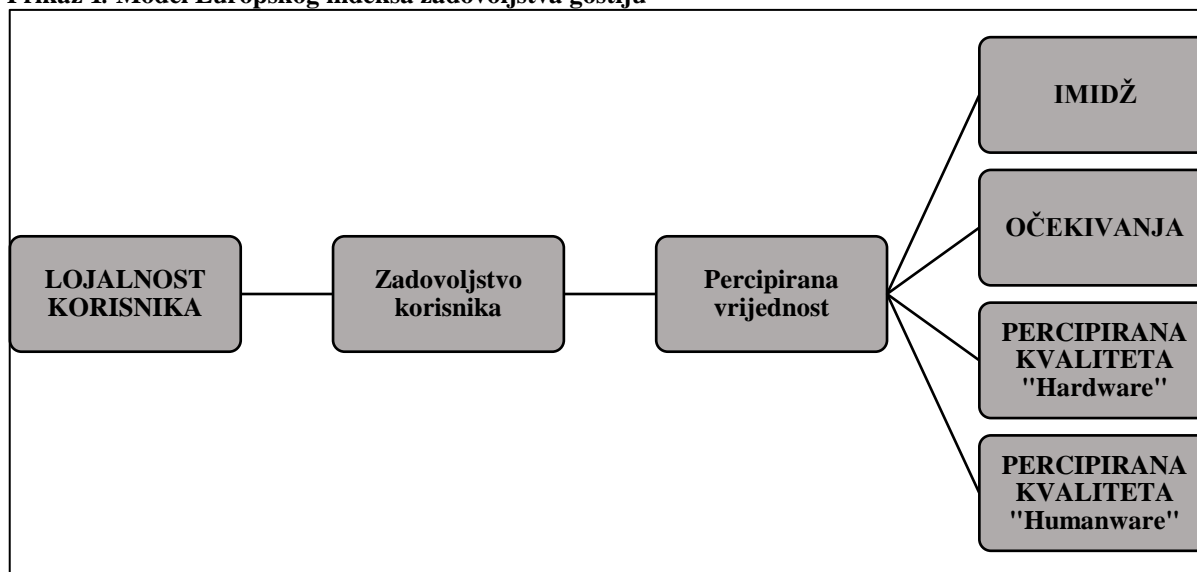 Prikaz Model Europskog indeksa zadovoljstva gostiju
LOJALNOST
KORISNIKA
Zadovoljstvo
korisnika
Percipirana
vrijednost
IMIDŽ
OČEKIVANJA
PERCIPIRANA
KVALITETA
"Hardware"
PERCIPIRANA
KVALITETA
"Humanware"